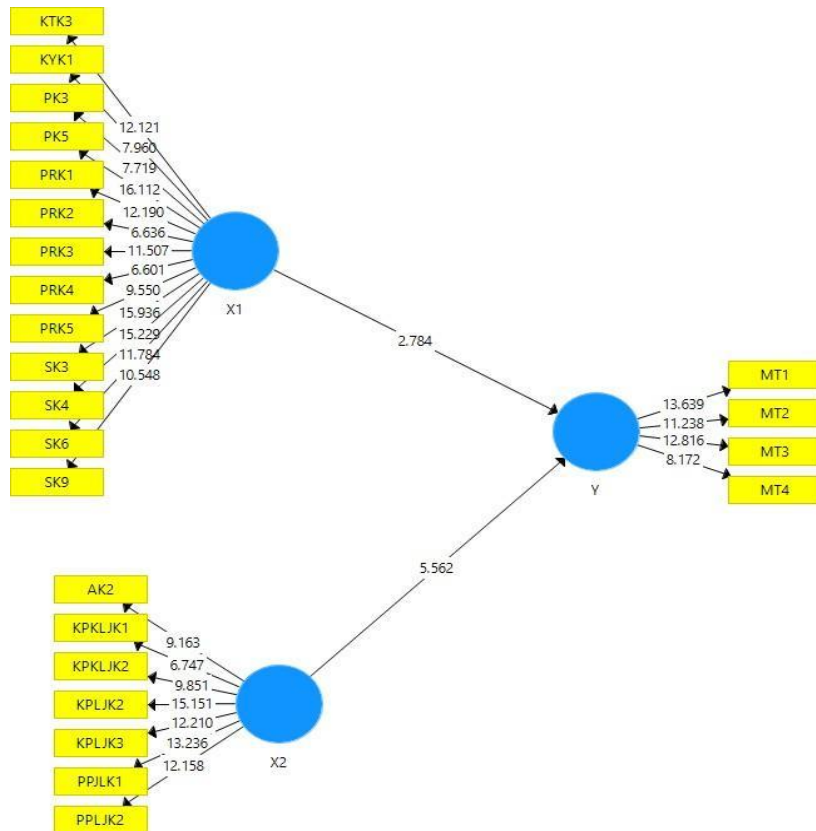 KTK3
KYK1
PK3
PK5
PRK1
PRK2
PRK3
PRK4
PRK5
SK3
SK4
SK6
SK9
12.121
7.960
7.719
16.112
12.190
6.636
11.507
6.601
9.550
15.936
15.229
11.784
10.548
X1
2.784
Y
13.639
11.238
12.816
8.172
MT1
MT2
MT3
MT4
5.562
AK2
KPKLJK1
KPKLJK2
KPLJK2
KPLJK3
PPJLK1
PPLJK2
9.163
6.747
9.851
15.151
12.210
13.236
12.158
X2